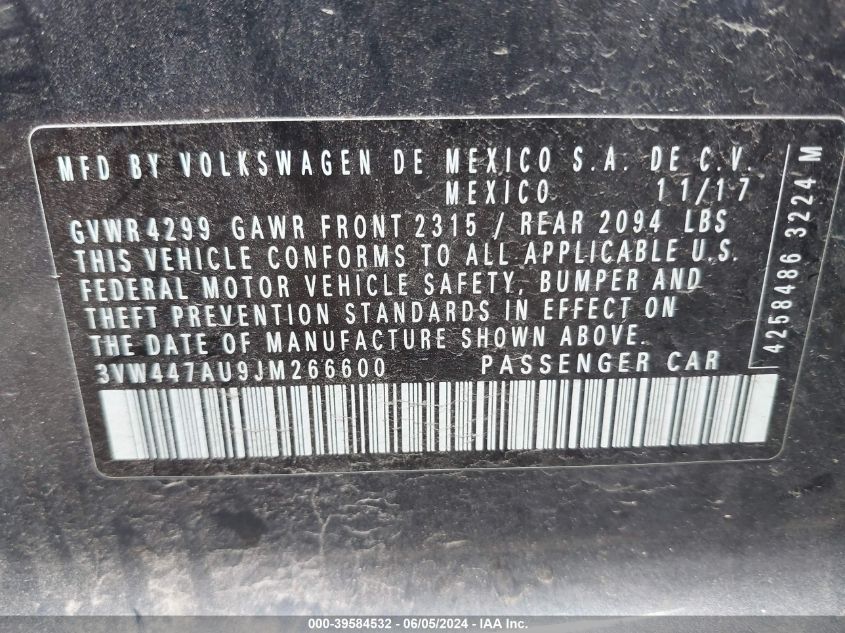 MFD BY VOLKSWAGEN DE MEXICO S.A. DE C.V.
MEXICO 11/17
GVWR 4299 GAWR FRONT 2315 / REAR 2094 LBS
THIS VEHICLE CONFORMS TO ALL APPLICABLE U.S.
FEDERAL MOTOR VEHICLE SAFETY, BUMPER AND
THEFT PREVENTION STANDARDS IN EFFECT ON
THE DATE OF MANUFACTURE SHOWN ABOVE.
3VW447AU9JM266600 PASSENGER CAR
4258486 3224 M
000-39584532 - 06/05/2024 - IAA Inc.